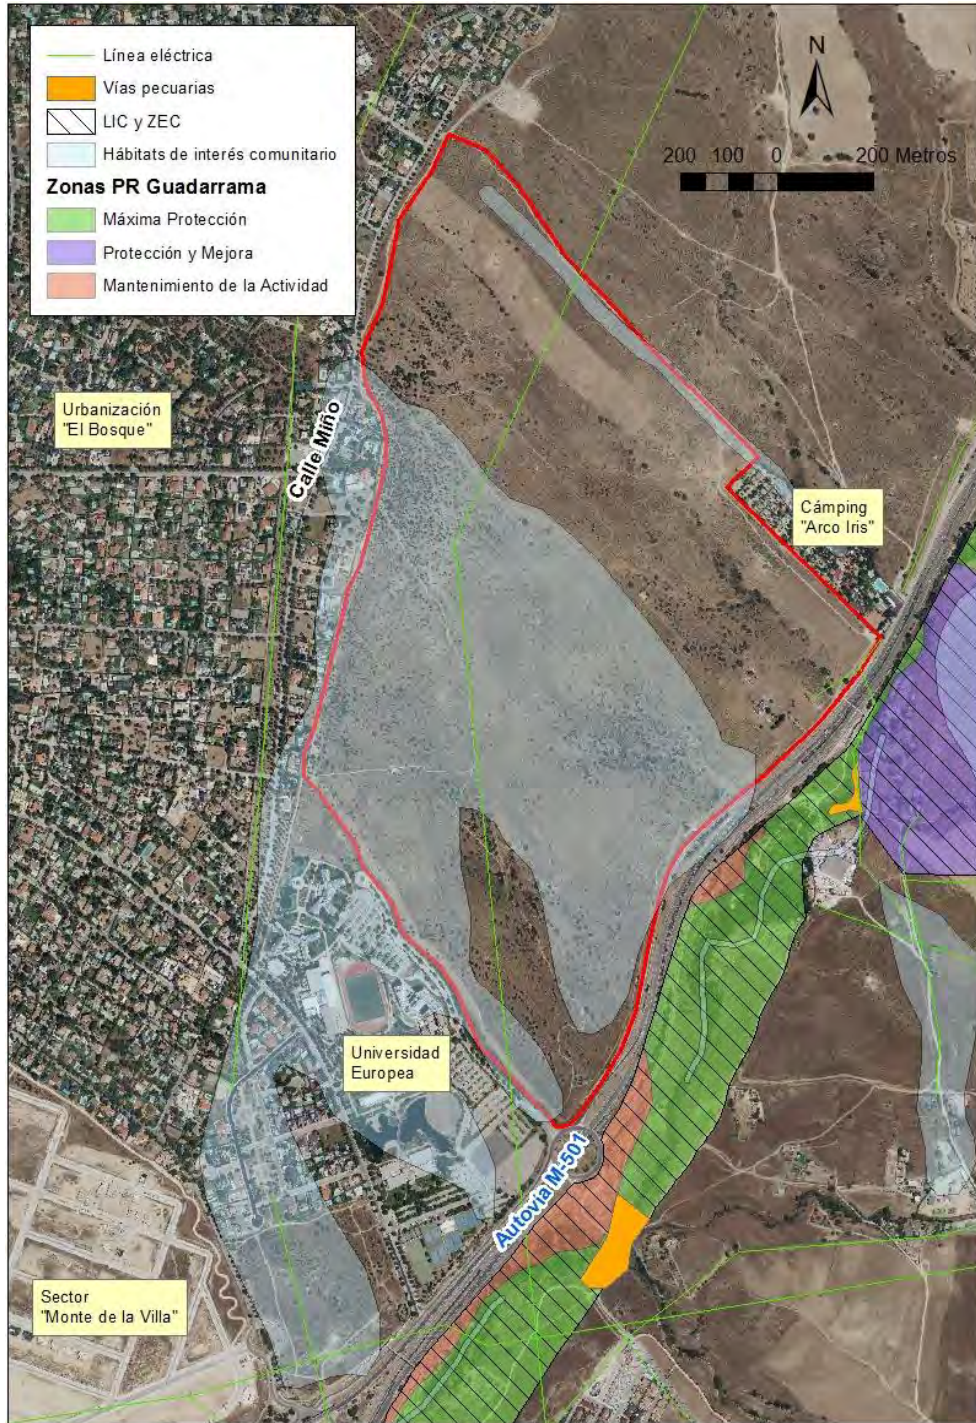 Línea eléctrica
Vías pecuarias
LIC y ZEC
Hábitats de interés comunitario
Zonas PR Guadarrama
Máxima Protección
Protección y Mejora
Mantenimiento de la Actividad
N
200 100 0 200 Metros
Urbanización
"El Bosque"
Calle Miño
Cámping
"Arco Iris"
Universidad
Europea
Autovía M-501
Sector
"Monte de la Villa"